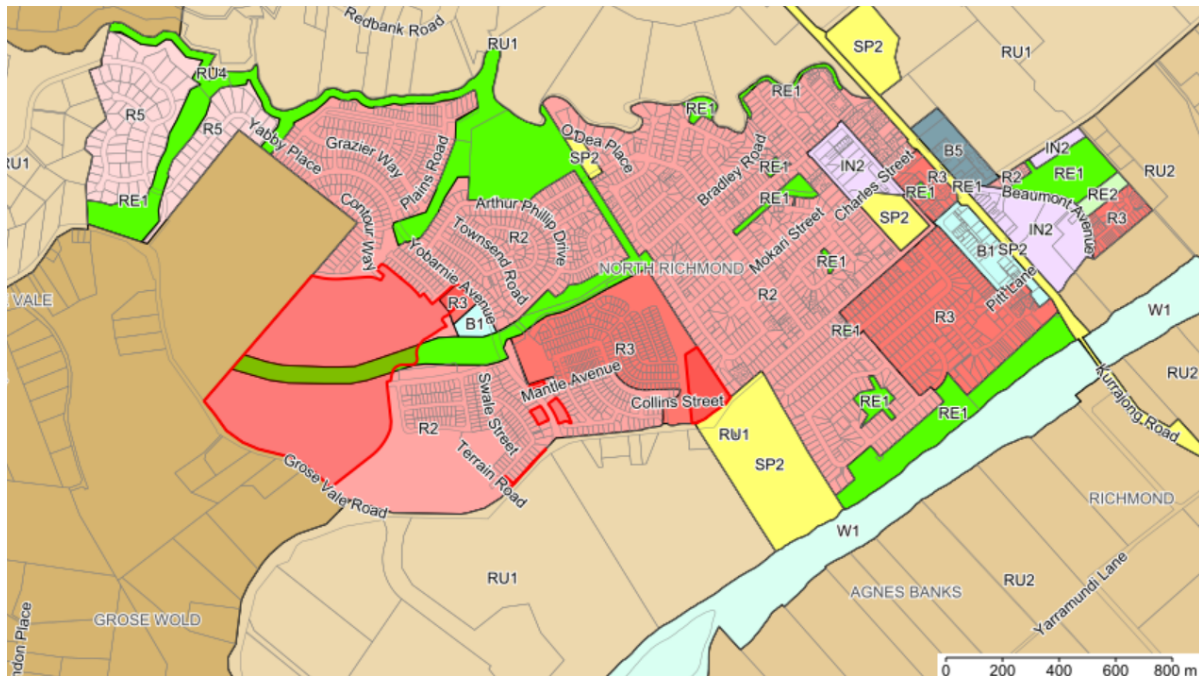 Redbank Road
RU1
SP2
RU1
RU4
R5
R5
Yabby Place
RE1
RE1
O'Dea Place
SP2
Grazier Way
Plains Road
Bradley Road
RE1
RE1
IN2
Charles Street
B5
IN2
R3
RE1
RE1
R2
RE1
Beaumont Avenue
RE2
RU2
R3
RU1
RE1
Contour Way
Arthur Phillip Drive
R2
Townsend Road
Yobarnie Avenue
Mokari Street
SP2
B1
SP2
IN2
Pitt Lane
NORTH RICHMOND
RE1
R2
R3
B1
VALE
RE1
R3
W1
R3
Mantle Avenue
Collins Street
Swale Street
R2
Terrain Road
Grose Vale Road
RE1
RE1
Kurrajong Road
RU2
RU1
SP2
RICHMOND
W1
RU1
AGNES BANKS
RU2
Yarramundi Lane
GROSE WOLD
ndon Place
0 200 400 600 800 m